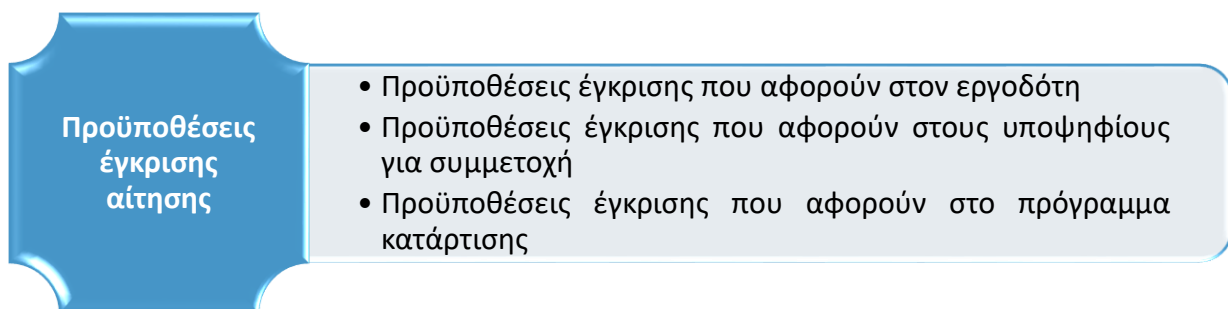 Προϋποθέσεις
έγκρισης
αίτησης
• Προϋποθέσεις έγκρισης που αφορούν στον εργοδότη
• Προϋποθέσεις έγκρισης που αφορούν στους υποψηφίους
για συμμετοχή
• Προϋποθέσεις έγκρισης που αφορούν στο πρόγραμμα
κατάρτισης